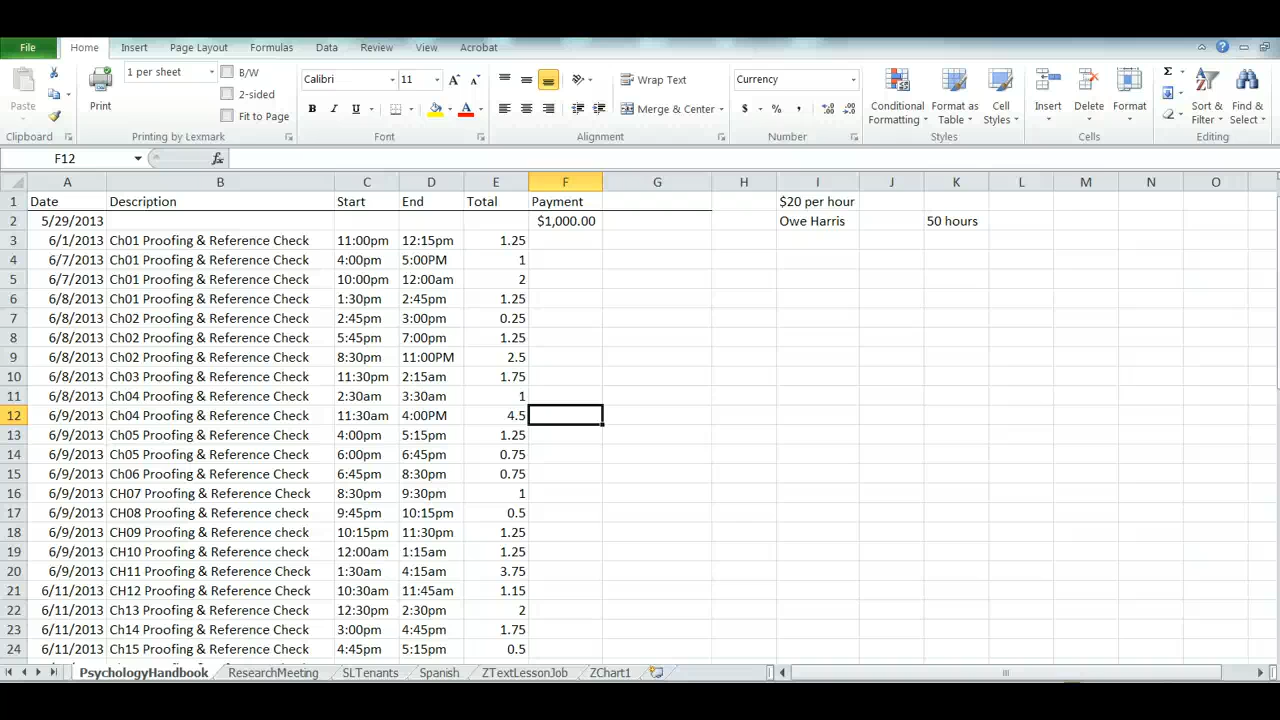 File Home Insert Page Layout Formulas Data Review View Acrobat
Paste Print 1 per sheet B/W 2-sided Fit to Page
Calibri 11 A A B I U A
Wrap Text Merge & Center
Currency $ % ,
Conditional Formatting Format as Table Cell Styles Insert Delete Format Σ Sort & Filter Find & Select
Clipboard Printing by Lexmark Font Alignment Number Styles Cells Editing
F12 fx
A B C D E F G H I J K L M N O
1 Date Description Start End Total Payment $20 per hour
2 5/29/2013 $1,000.00 Owe Harris 50 hours
3 6/1/2013 Ch01 Proofing & Reference Check 11:00pm 12:15pm 1.25
4 6/7/2013 Ch01 Proofing & Reference Check 4:00pm 5:00PM 1
5 6/7/2013 Ch01 Proofing & Reference Check 10:00pm 12:00am 2
6 6/8/2013 Ch01 Proofing & Reference Check 1:30pm 2:45pm 1.25
7 6/8/2013 Ch02 Proofing & Reference Check 2:45pm 3:00pm 0.25
8 6/8/2013 Ch02 Proofing & Reference Check 5:45pm 7:00pm 1.25
9 6/8/2013 Ch02 Proofing & Reference Check 8:30pm 11:00PM 2.5
10 6/8/2013 Ch03 Proofing & Reference Check 11:30pm 2:15am 1.75
11 6/8/2013 Ch04 Proofing & Reference Check 2:30am 3:30am 1
12 6/9/2013 Ch04 Proofing & Reference Check 11:30am 4:00PM 4.5
13 6/9/2013 Ch05 Proofing & Reference Check 4:00pm 5:15pm 1.25
14 6/9/2013 Ch05 Proofing & Reference Check 6:00pm 6:45pm 0.75
15 6/9/2013 Ch06 Proofing & Reference Check 6:45pm 8:30pm 0.75
16 6/9/2013 CH07 Proofing & Reference Check 8:30pm 9:30pm 1
17 6/9/2013 CH08 Proofing & Reference Check 9:45pm 10:15pm 0.5
18 6/9/2013 CH09 Proofing & Reference Check 10:15pm 11:30pm 1.25
19 6/9/2013 CH10 Proofing & Reference check 12:00am 1:15am 1.25
20 6/9/2013 CH11 Proofing & Reference Check 1:30am 4:15am 3.75
21 6/11/2013 CH12 Proofing & Reference Check 10:30am 11:45am 1.15
22 6/11/2013 Ch13 Proofing & Reference Check 12:30pm 2:30pm 2
23 6/11/2013 Ch14 Proofing & Reference Check 3:00pm 4:45pm 1.75
24 6/11/2013 Ch15 Proofing & Reference Check 4:45pm 5:15pm 0.5
PsychologyHandbook ResearchMeeting SLTenants Spanish ZTextLessonJob ZChart1